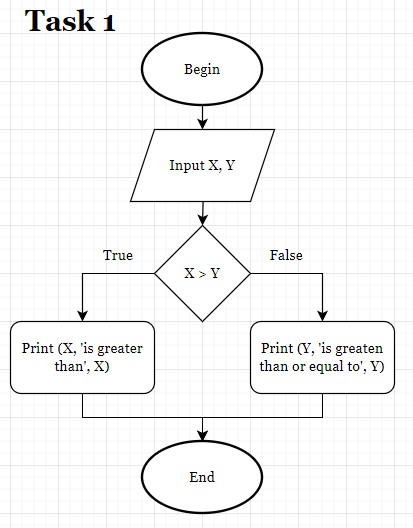 Task 1
Begin
Input X, Y
X > Y
True
False
Print (X, 'is greater
than', X)
Print (Y, 'is greaten
than or equal to', Y)
End